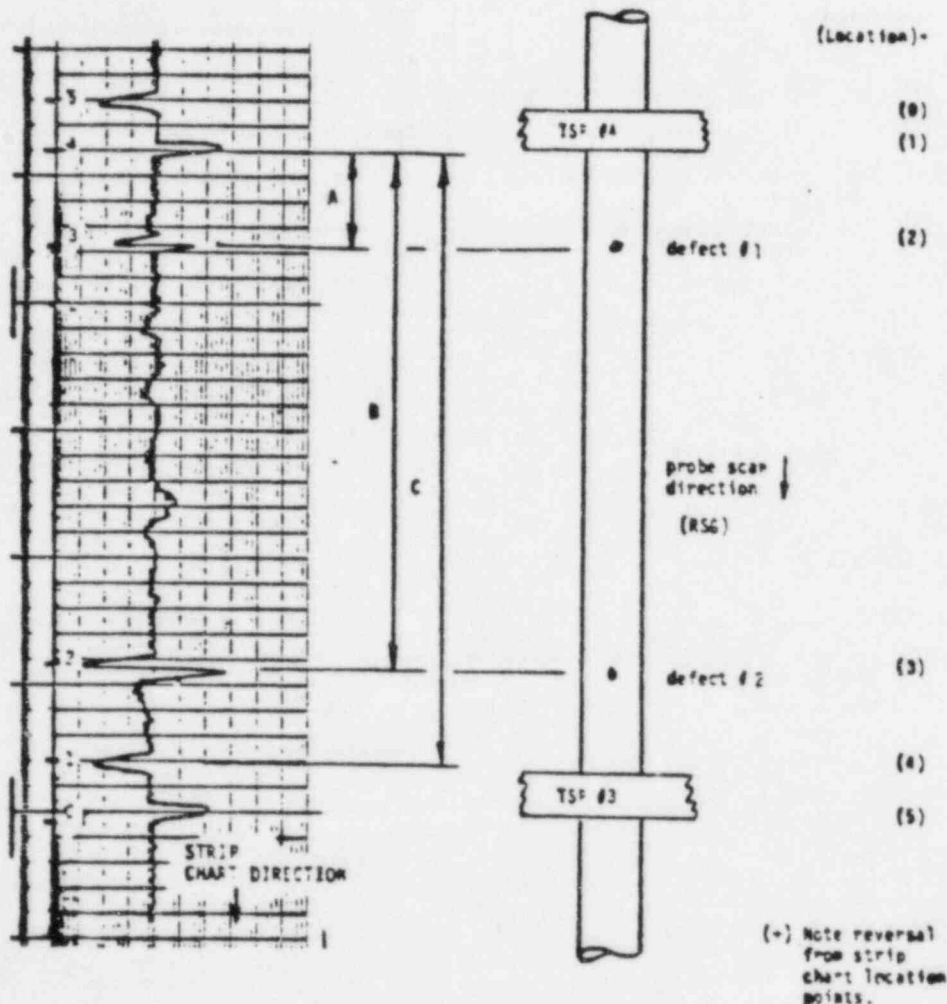 (Location)+
5
(0)
TSP #4
4
(1)
A
3
defect #1
(2)
B
C
probe scan
direction
(RSG)
2
defect #2
(3)
1
(4)
TSP #3
(5)
STRIP
CHART DIRECTION
(+) Note reversal
from strip
chart location
points.